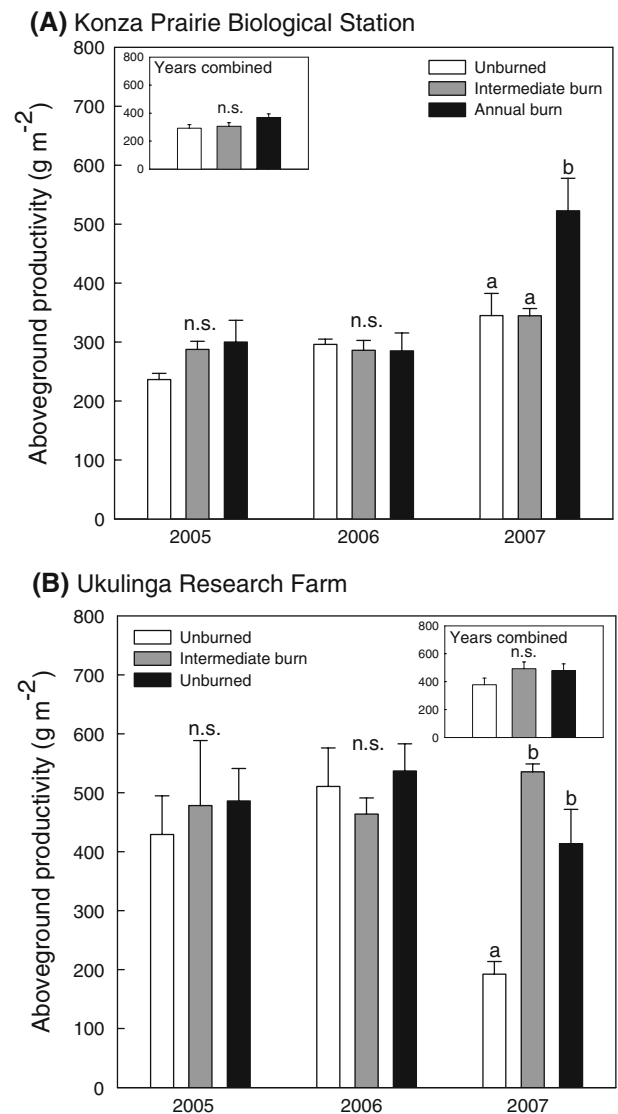 (A) Konza Prairie Biological Station
Aboveground productivity (g m⁻²)
800
700
600
500
400
300
200
100
0
Years combined
800
600
400
200
0
n.s.
Unburned
Intermediate burn
Annual burn
n.s.
n.s.
a
a
b
2005
2006
2007
(B) Ukulinga Research Farm
Aboveground productivity (g m⁻²)
800
700
600
500
400
300
200
100
0
Unburned
Intermediate burn
Unburned
Years combined
800
600
400
200
0
n.s.
n.s.
n.s.
a
b
b
2005
2006
2007